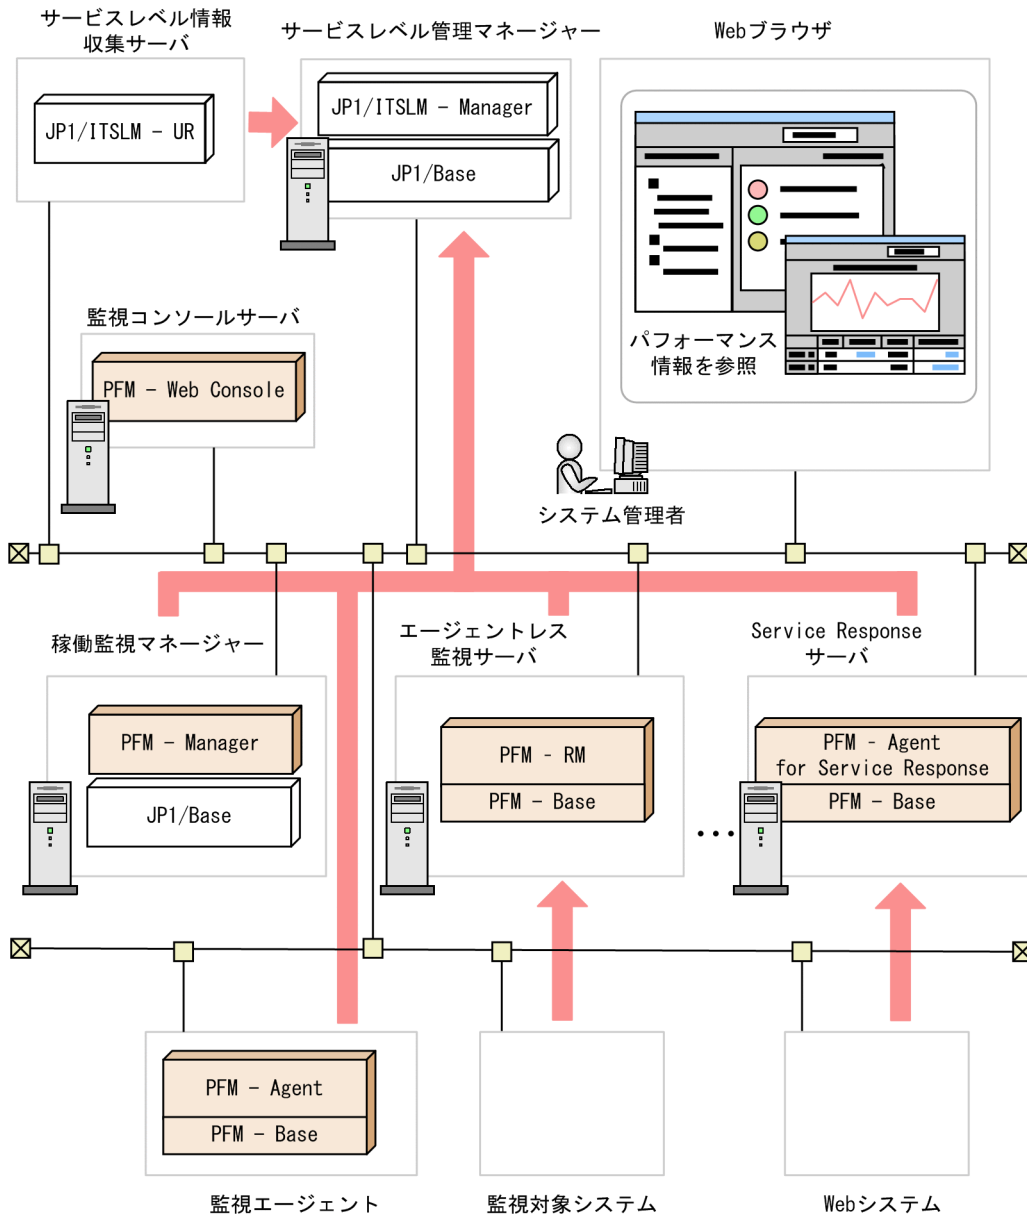 サービスレベル情報
収集サーバ
サービスレベル管理マネージャー
Webブラウザ
JP1/ITSLM － UR
JP1/ITSLM － Manager
JP1/Base
パフォーマンス
情報を参照
監視コンソールサーバ
PFM － Web Console
システム管理者
稼働監視マネージャー
エージェントレス
監視サーバ
Service Response
サーバ
PFM － Manager
JP1/Base
PFM - RM
PFM － Base
PFM - Agent
for Service Response
PFM － Base
...
PFM － Agent
PFM － Base
監視エージェント
監視対象システム
Webシステム